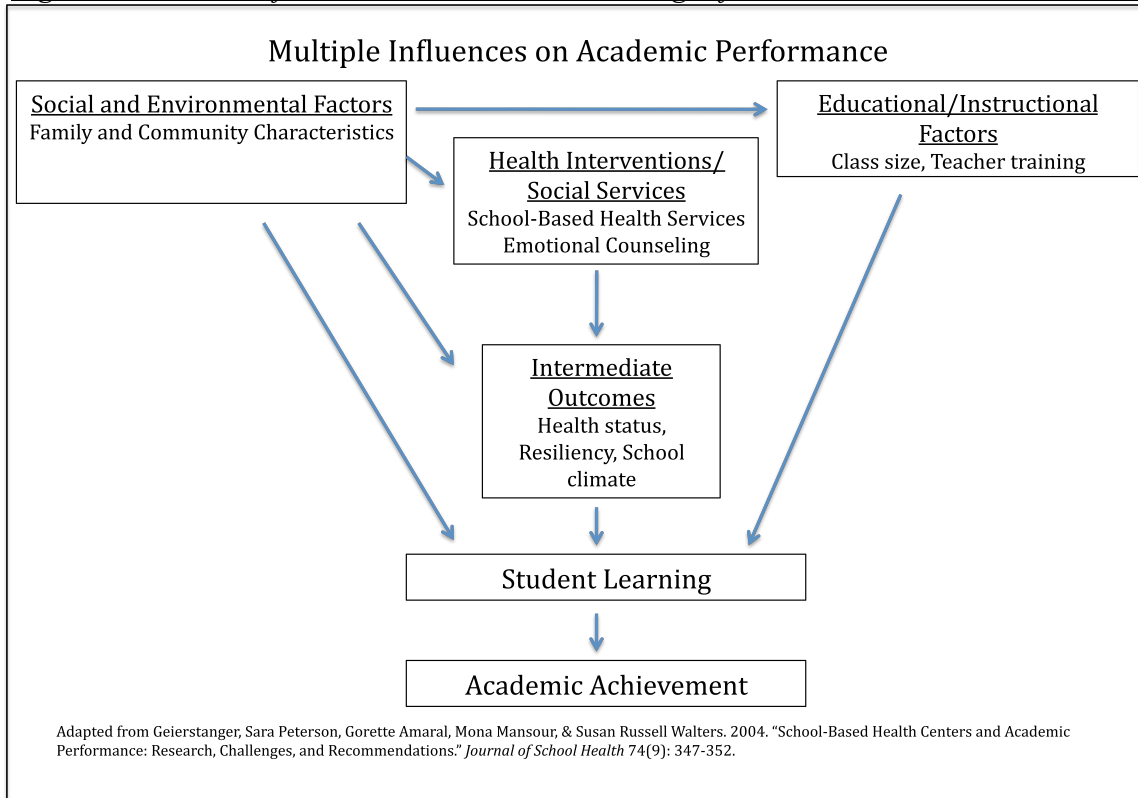 Multiple Influences on Academic Performance
Social and Environmental Factors
Family and Community Characteristics
Educational/Instructional
Factors
Class size, Teacher training
Health Interventions/
Social Services
School-Based Health Services
Emotional Counseling
Intermediate
Outcomes
Health status,
Resiliency, School
climate
Student Learning
Academic Achievement
Adapted from Geierstanger, Sara Peterson, Gorette Amaral, Mona Mansour, & Susan Russell Walters. 2004. “School-Based Health Centers and Academic
Performance: Research, Challenges, and Recommendations.” Journal of School Health 74(9): 347-352.